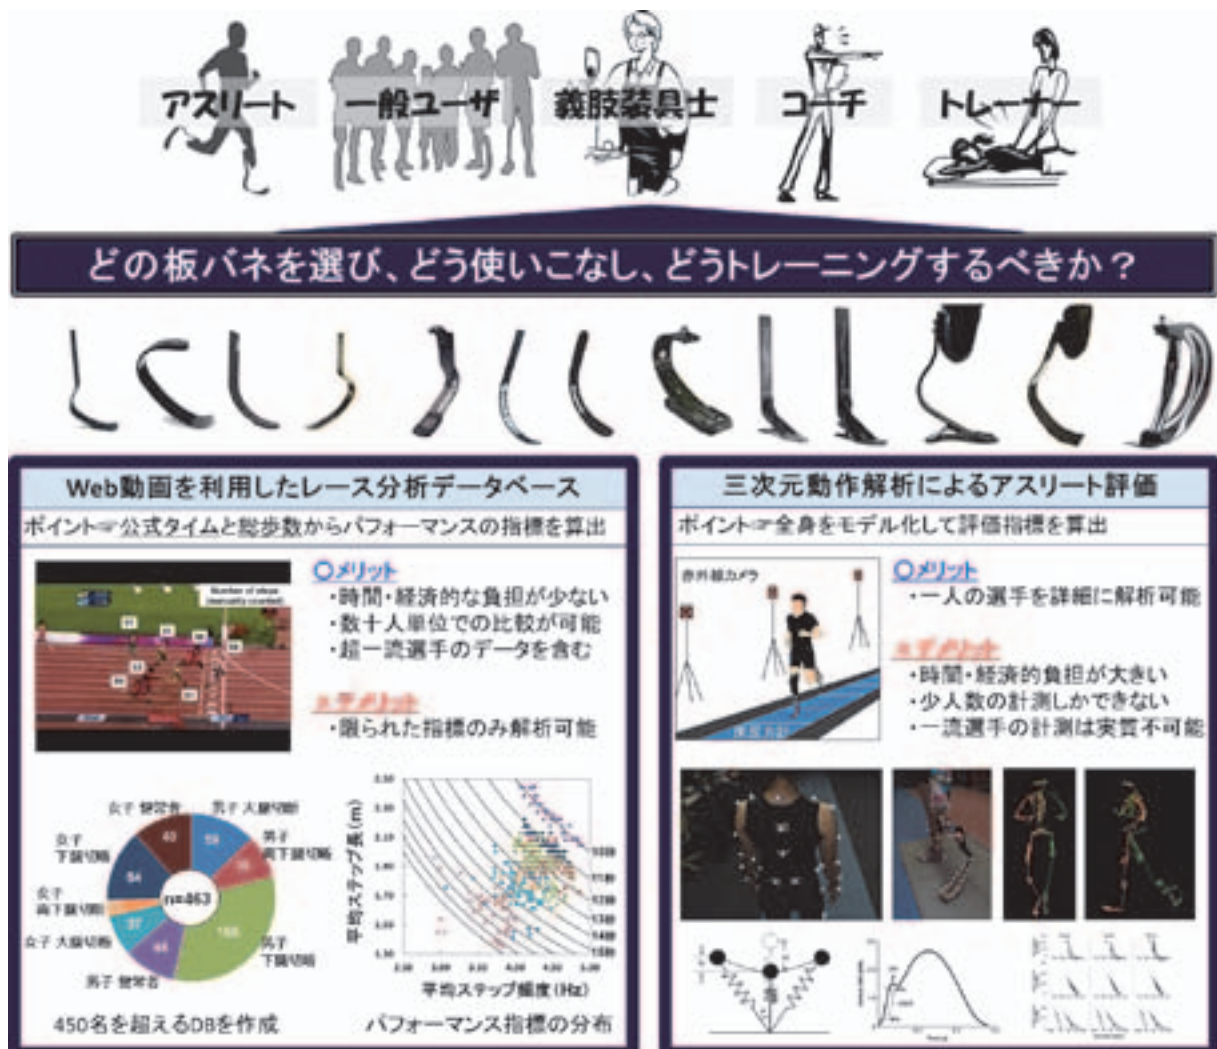 アスリート
一般ユーザ
義肢装具士
コーチ
トレーナー
どの板バネを選び、どう使いこなし、どうトレーニングするべきか？
Web動画を利用したレース分析データベース
ポイント☞公式タイムと総歩数からパフォーマンスの指標を算出
Number of steps
(manually counted)
○メリット
・時間・経済的な負担が少ない
・数十人単位での比較が可能
・超一流選手のデータを含む
デメリット
・限られた指標のみ解析可能
女子 健常者
男子 大腿切断
男子
両下腿切断
女子
下腿切断
n=463
女子
両下腿切断
女子 大腿切断
男子
下腿切断
男子 健常者
450名を超えるDBを作成
平均ステップ長(m)
平均ステップ頻度(Hz)
パフォーマンス指標の分布
三次元動作解析によるアスリート評価
ポイント☞全身をモデル化して評価指標を算出
赤外線カメラ
○メリット
・一人の選手を詳細に解析可能
デメリット
・時間・経済的負担が大きい
・少人数の計測しかできない
・一流選手の計測は実質不可能